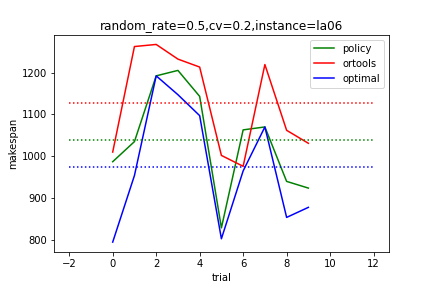 random_rate=0.5,cv=0.2,instance=la06
policy
ortools
optimal
makespan
1200
1100
1000
900
800
−2 0 2 4 6 8 10 12
trial